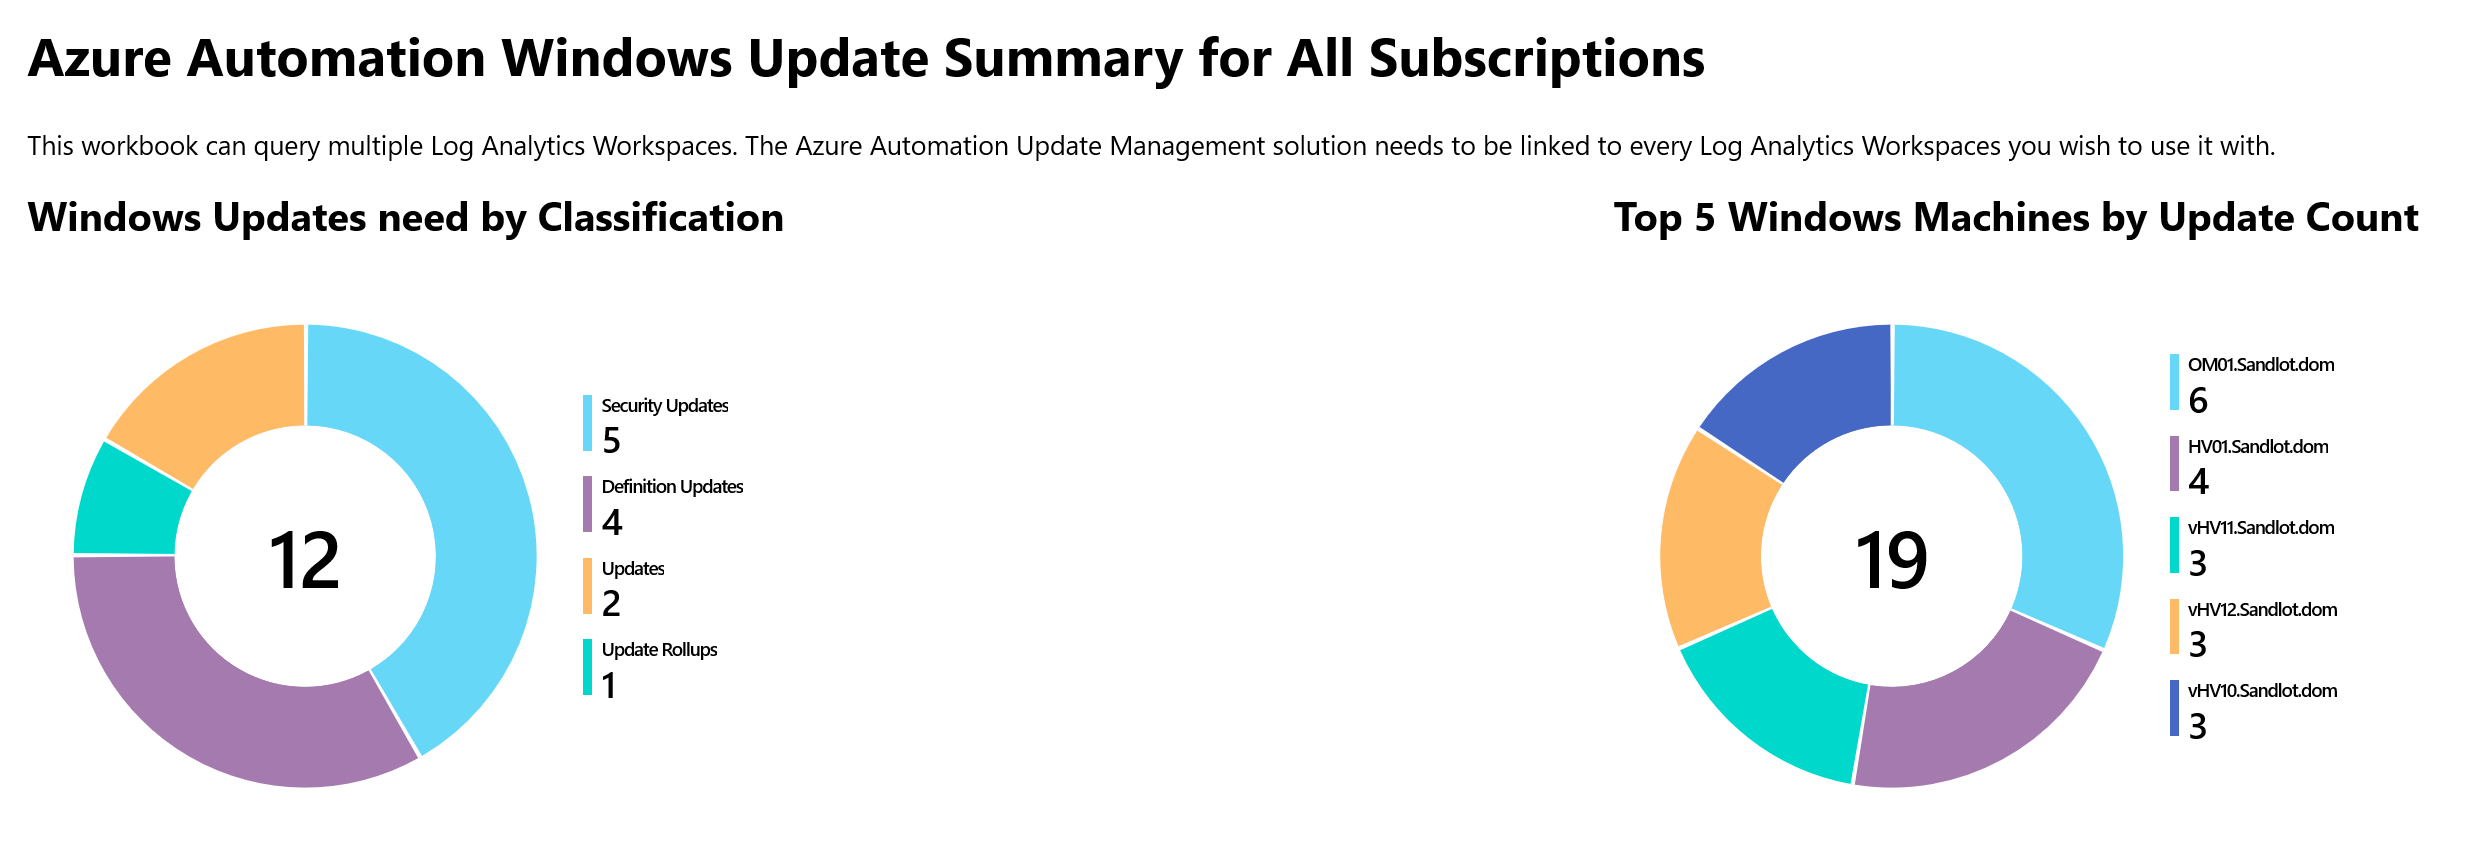 Azure Automation Windows Update Summary for All Subscriptions
This workbook can query multiple Log Analytics Workspaces. The Azure Automation Update Management solution needs to be linked to every Log Analytics Workspaces you wish to use it with.
Windows Updates need by Classification
12
Security Updates
5
Definition Updates
4
Updates
2
Update Rollups
1
Top 5 Windows Machines by Update Count
19
OM01.Sandlot.dom
6
HV01.Sandlot.dom
4
vHV11.Sandlot.dom
3
vHV12.Sandlot.dom
3
vHV10.Sandlot.dom
3